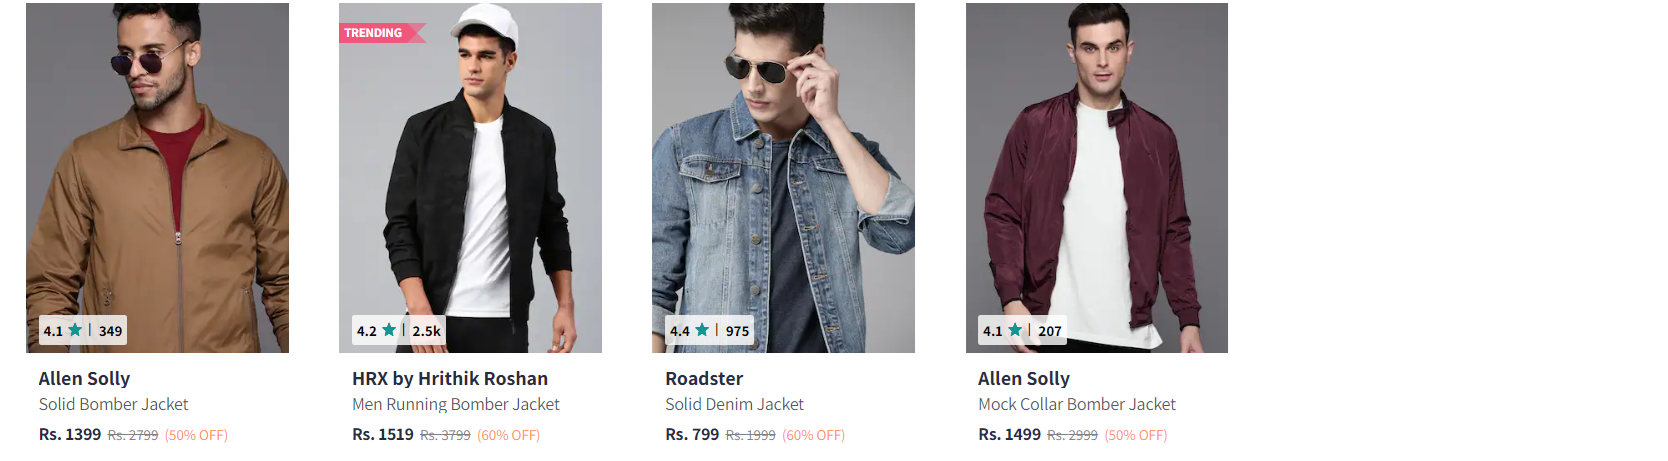 TRENDING
4.1 ★ | 349
4.2 ★ | 2.5k
4.4 ★ | 975
4.1 ★ | 207
Allen Solly
Solid Bomber Jacket
Rs. 1399 Rs. 2799 (50% OFF)
HRX by Hrithik Roshan
Men Running Bomber Jacket
Rs. 1519 Rs. 3799 (60% OFF)
Roadster
Solid Denim Jacket
Rs. 799 Rs. 1999 (60% OFF)
Allen Solly
Mock Collar Bomber Jacket
Rs. 1499 Rs. 2999 (50% OFF)